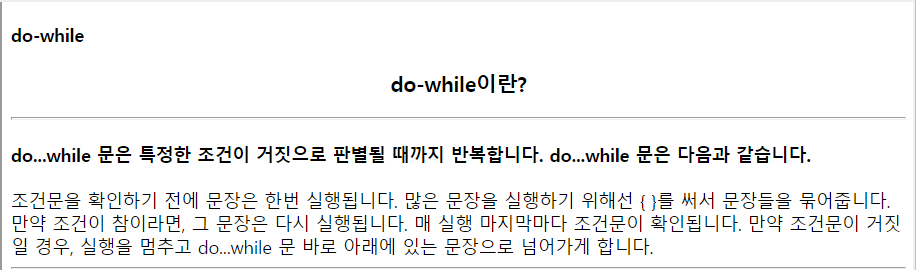 do-while
do-while이란?
do...while 문은 특정한 조건이 거짓으로 판별될 때까지 반복합니다. do...while 문은 다음과 같습니다.
조건문을 확인하기 전에 문장은 한번 실행됩니다. 많은 문장을 실행하기 위해선 { }를 써서 문장들을 묶어줍니다.
만약 조건이 참이라면, 그 문장은 다시 실행됩니다. 매 실행 마지막마다 조건문이 확인됩니다. 만약 조건문이 거짓
일 경우, 실행을 멈추고 do...while 문 바로 아래에 있는 문장으로 넘어가게 합니다.